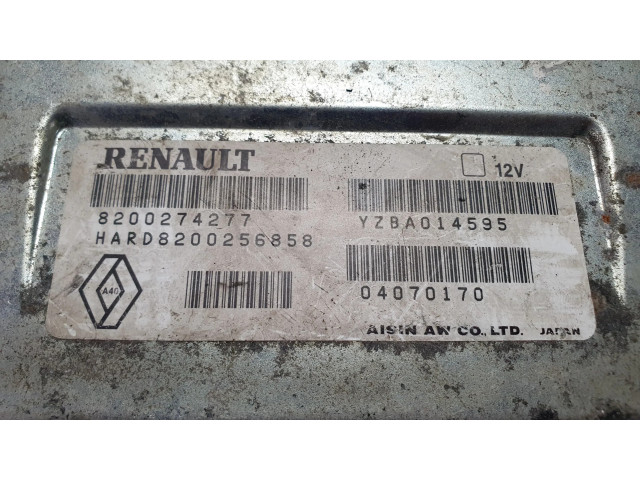 RENAULT
12V
8200274277
YZBA014595
HARD8200256858
A40
04070170
AISIN AW CO., LTD. JAPAN